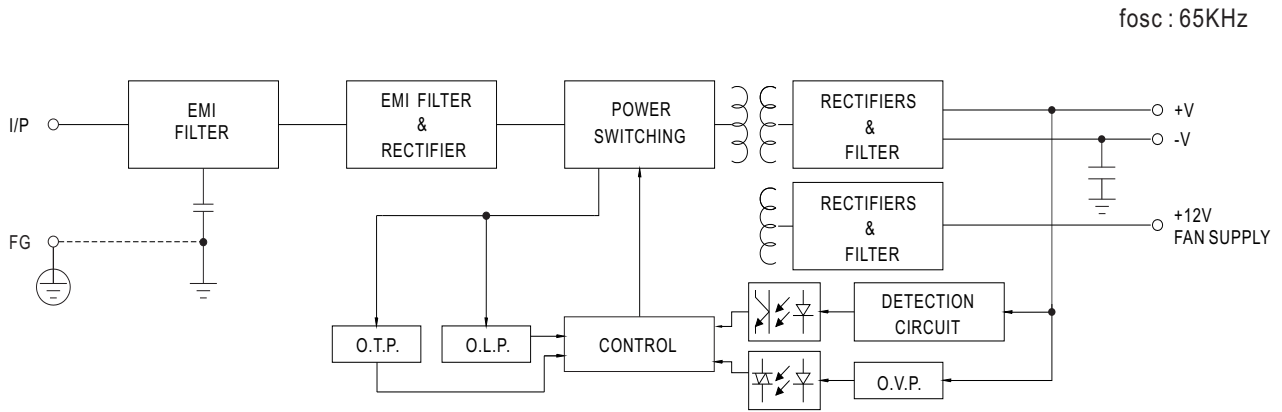 fosc : 65KHz
I/P
EMI
FILTER
EMI FILTER
&
RECTIFIER
POWER
SWITCHING
RECTIFIERS
&
FILTER
+V
-V
RECTIFIERS
&
FILTER
+12V
FAN SUPPLY
FG
O.T.P.
O.L.P.
CONTROL
DETECTION
CIRCUIT
O.V.P.